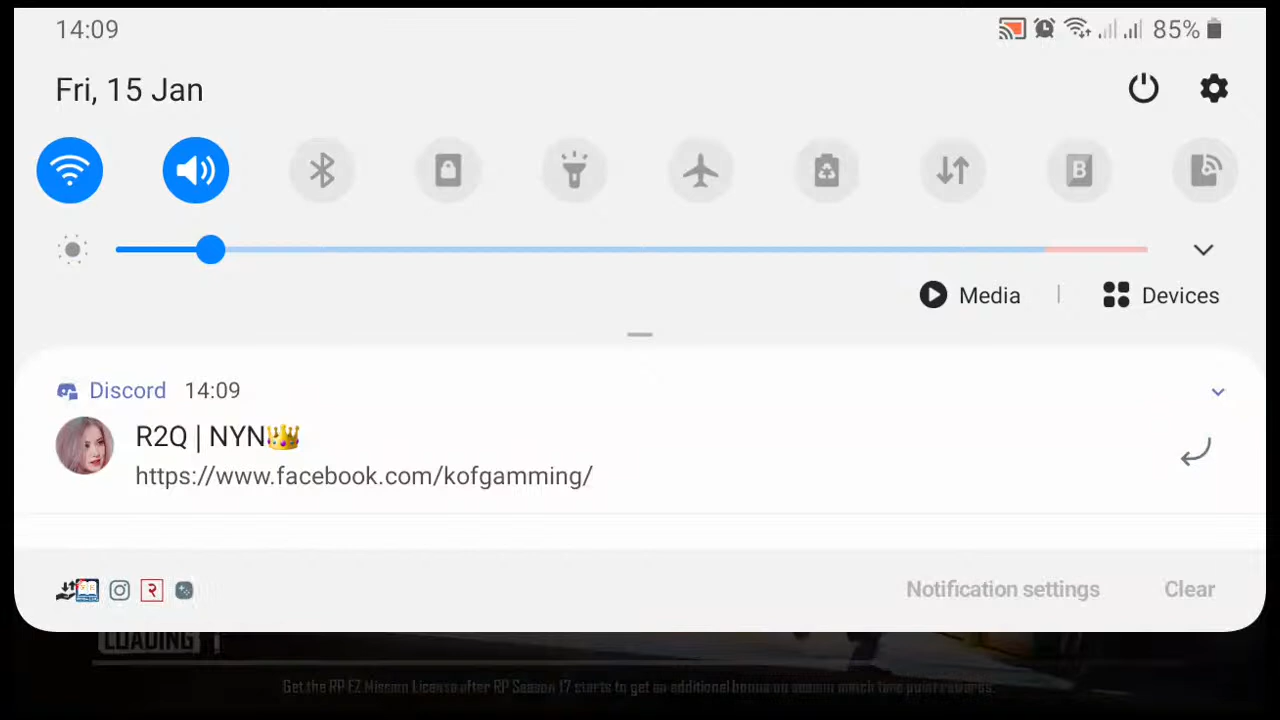 14:09
85%
Fri, 15 Jan
B
Media | Devices
Discord 14:09
R2Q | NYN👑
https://www.facebook.com/kofgamming/
Notification settings Clear
LOADING
Get the RP EZ Mission License after RP Season 17 starts to get an additional bonus on season match time point rewards.